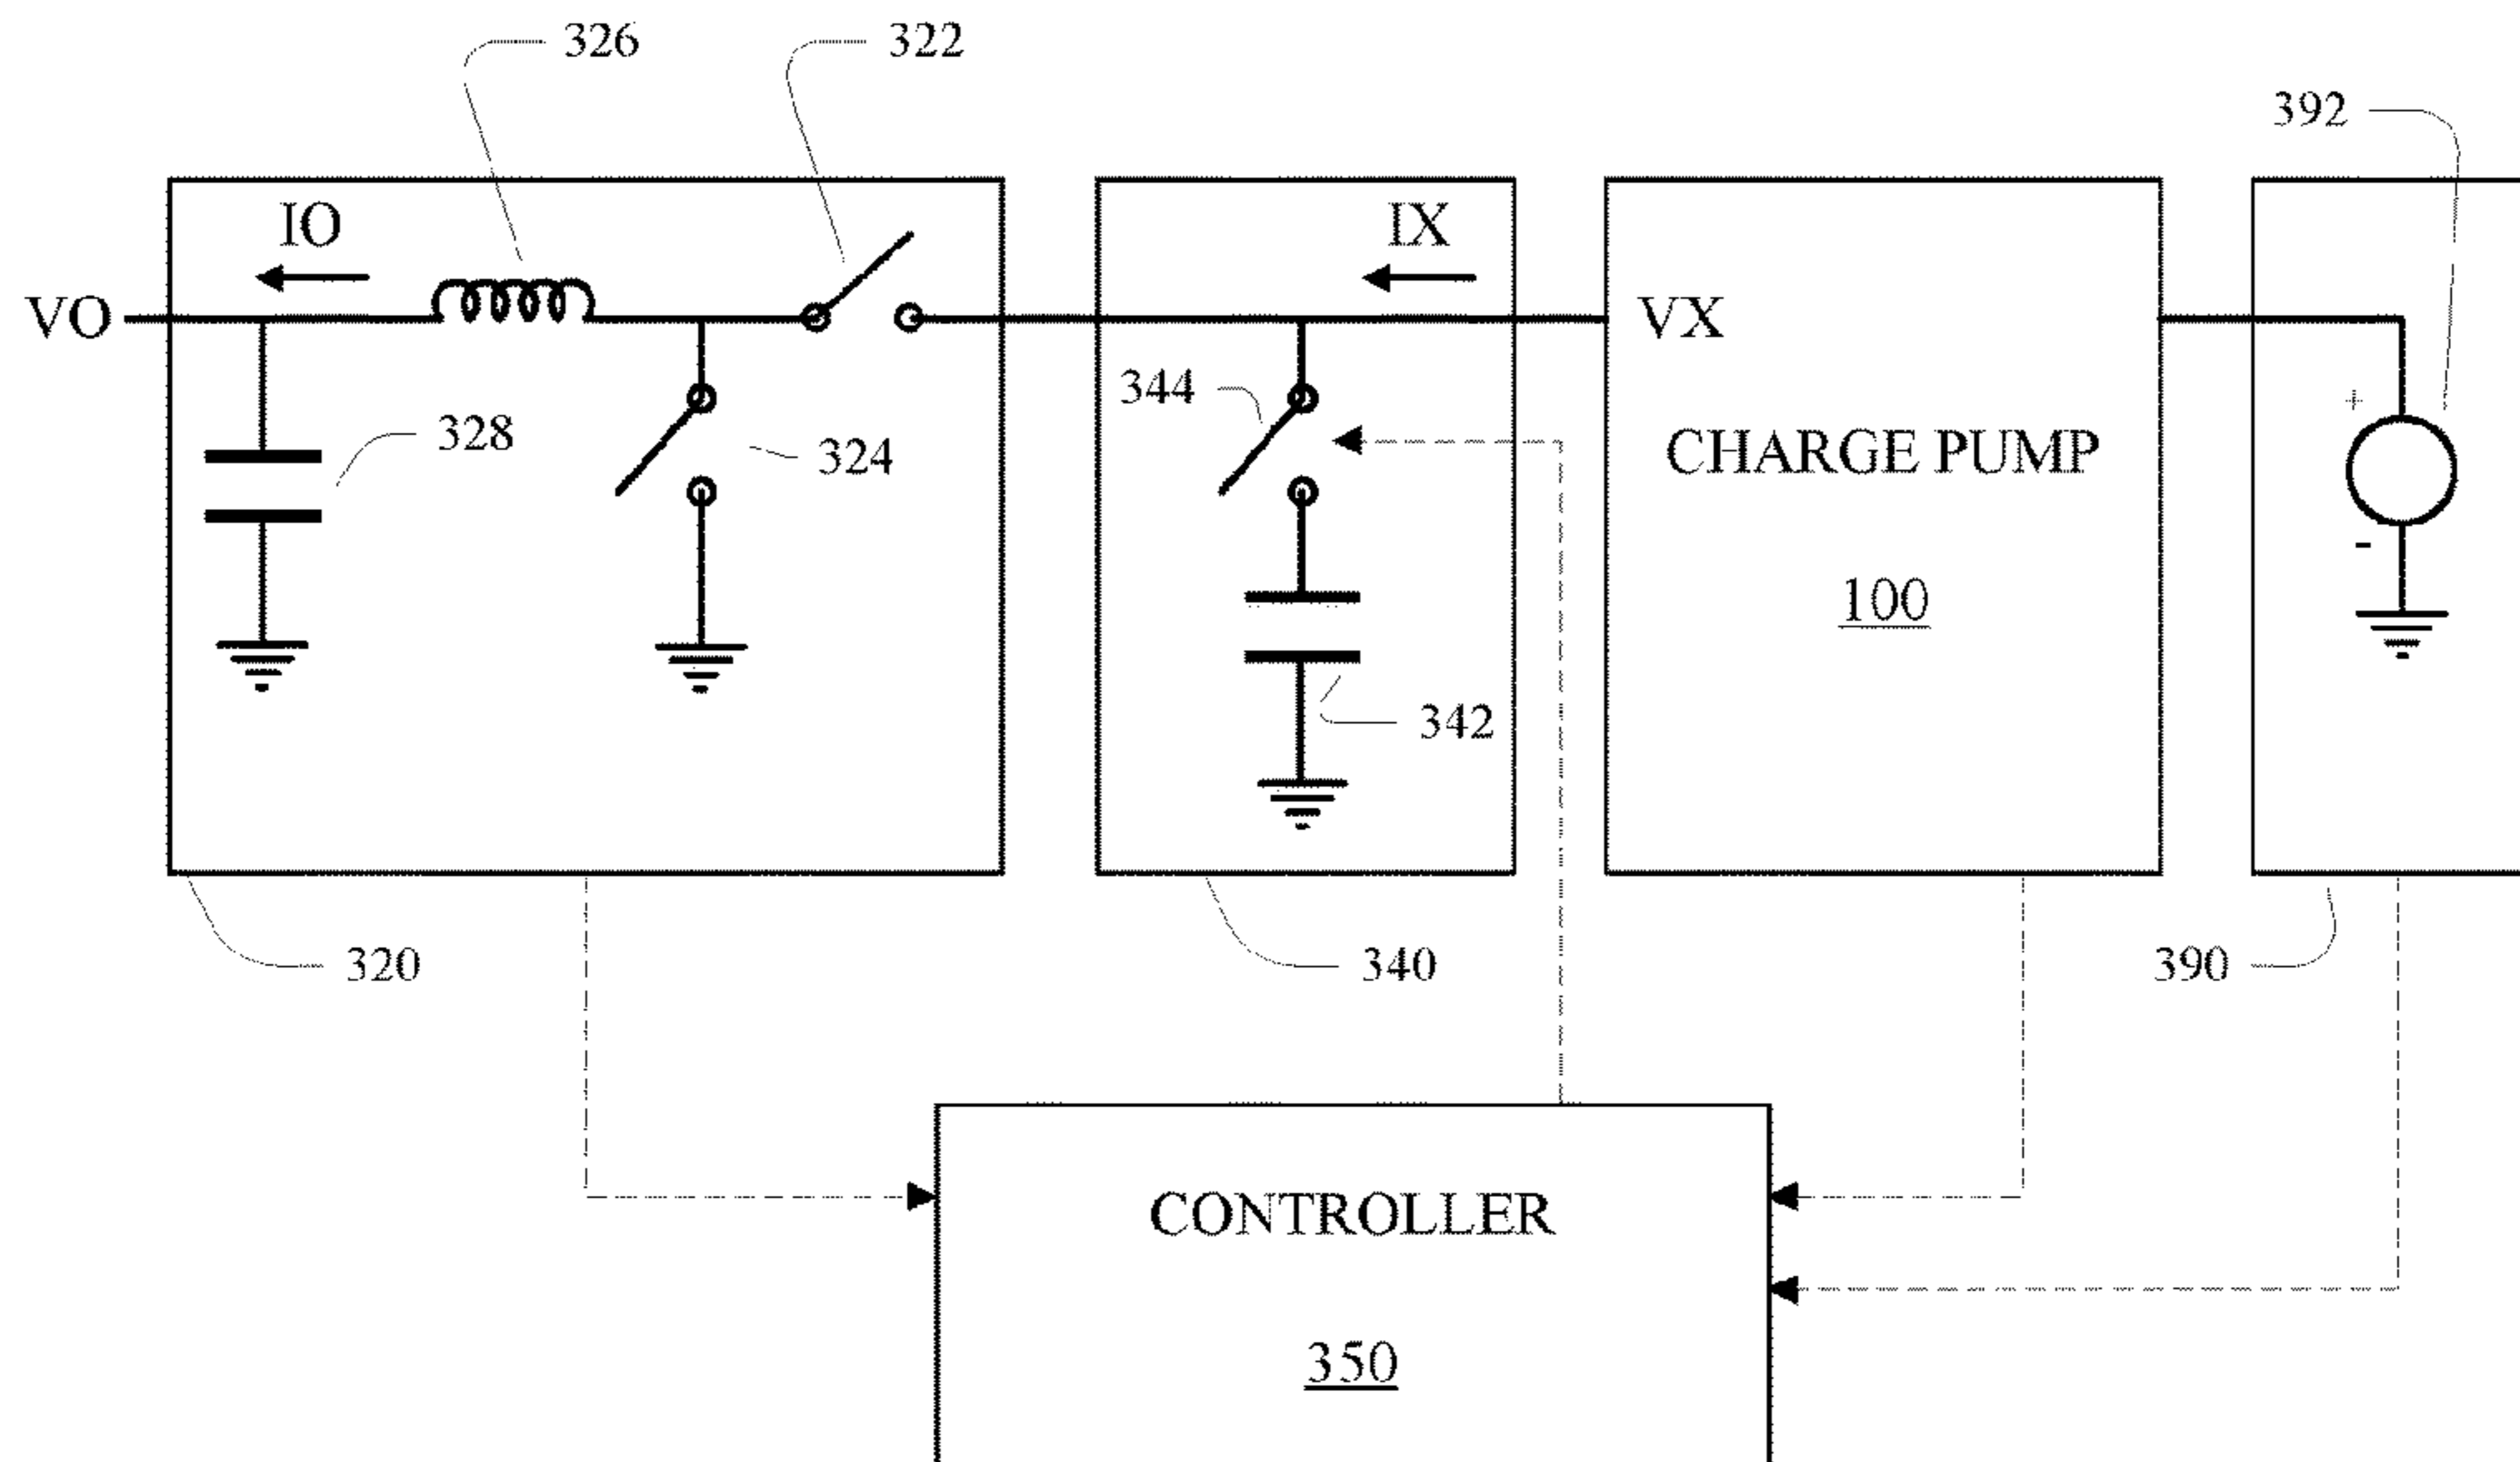 326
322
392
IO
IX
VO
VX
344
328
324
CHARGE PUMP
+
100
-
342
320
340
390
CONTROLLER
350